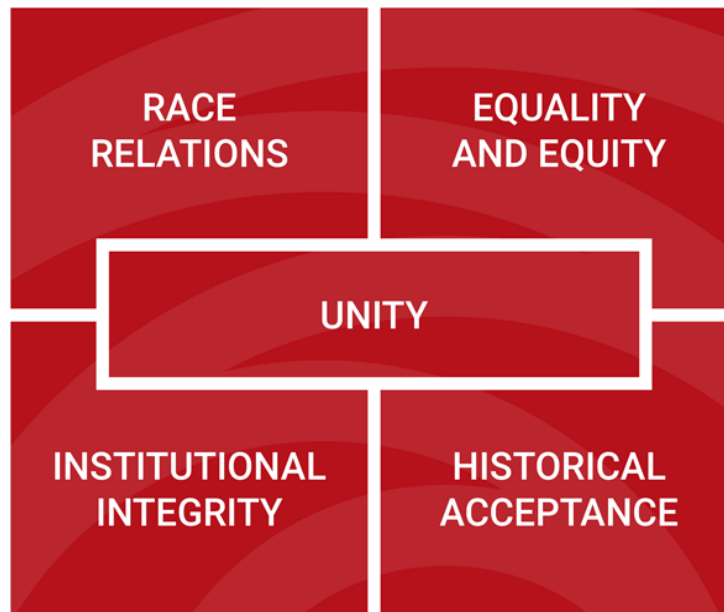 RACE
RELATIONS
EQUALITY
AND EQUITY
UNITY
INSTITUTIONAL
INTEGRITY
HISTORICAL
ACCEPTANCE